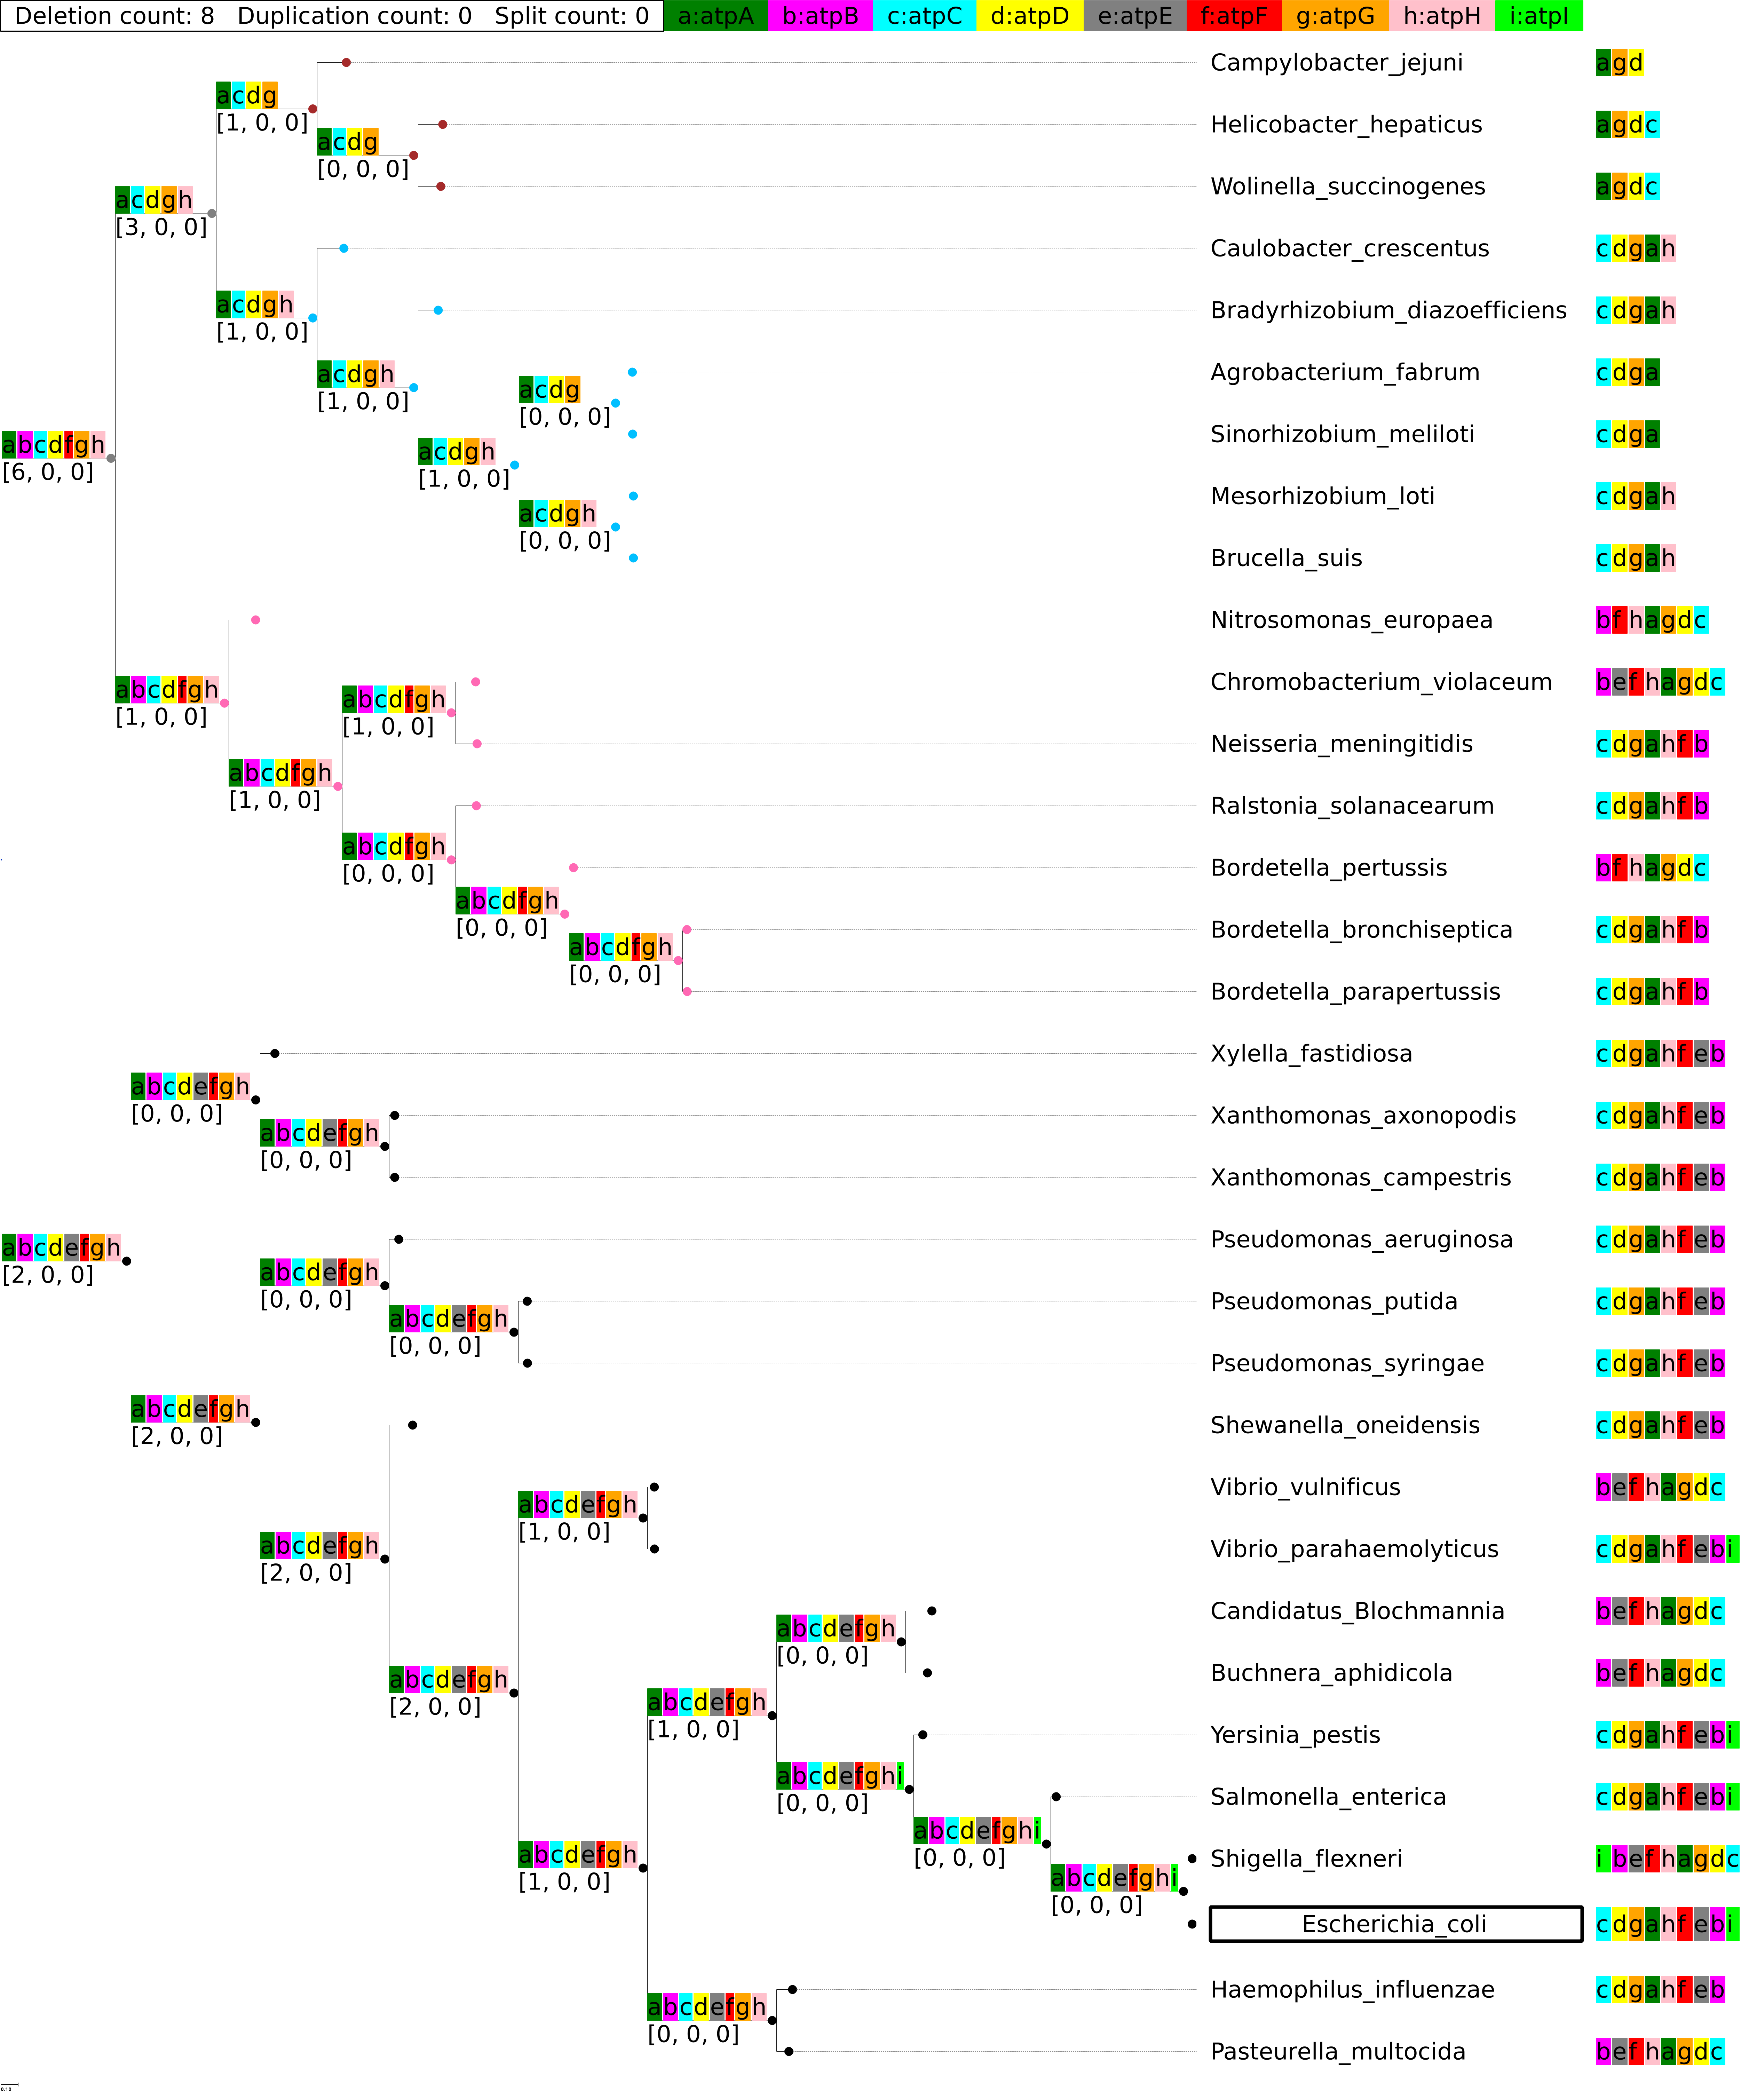 Deletion count: 8 Duplication count: 0 Split count: 0 a:atpA b:atpB c:atpC d:atpD e:atpE f:atpF g:atpG h:atpH i:atpI
Campylobacter_jejuni agd
acdg
[1, 0, 0]
Helicobacter_hepaticus agdc
acdg
[0, 0, 0]
Wolinella_succinogenes agdc
acdgh
[3, 0, 0]
Caulobacter_crescentus cdgah
acdgh
[1, 0, 0]
Bradyrhizobium_diazoefficiens cdgah
acdgh
[1, 0, 0]
Agrobacterium_fabrum cdga
acdg
[0, 0, 0]
Sinorhizobium_meliloti cdga
abcdfgh
[6, 0, 0]
acdgh
[1, 0, 0]
Mesorhizobium_loti cdgah
acdgh
[0, 0, 0]
Brucella_suis cdgah
Nitrosomonas_europaea bfhagdc
Chromobacterium_violaceum befhagdc
abcdfgh
[1, 0, 0]
abcdfgh
[1, 0, 0]
Neisseria_meningitidis cdgahfb
abcdfgh
[1, 0, 0]
Ralstonia_solanacearum cdgahfb
abcdfgh
[0, 0, 0]
Bordetella_pertussis bfhagdc
abcdfgh
[0, 0, 0]
Bordetella_bronchiseptica cdgahfb
abcdfgh
[0, 0, 0]
Bordetella_parapertussis cdgahfb
Xylella_fastidiosa cdgahfeb
abcdefgh
[0, 0, 0]
Xanthomonas_axonopodis cdgahfeb
abcdefgh
[0, 0, 0]
Xanthomonas_campestris cdgahfeb
Pseudomonas_aeruginosa cdgahfeb
abcdefgh
[2, 0, 0]
abcdefgh
[0, 0, 0]
Pseudomonas_putida cdgahfeb
abcdefgh
[0, 0, 0]
Pseudomonas_syringae cdgahfeb
abcdefgh
[2, 0, 0]
Shewanella_oneidensis cdgahfeb
Vibrio_vulnificus befhagdc
abcdefgh
[1, 0, 0]
Vibrio_parahaemolyticus cdgahfebi
abcdefgh
[2, 0, 0]
Candidatus_Blochmannia befhagdc
abcdefgh
[0, 0, 0]
Buchnera_aphidicola befhagdc
abcdefgh
[2, 0, 0]
abcdefgh
[1, 0, 0]
Yersinia_pestis cdgahfebi
abcdefghi
[0, 0, 0]
Salmonella_enterica cdgahfebi
abcdefghi
[0, 0, 0]
Shigella_flexneri ibefhagdc
abcdefgh
[1, 0, 0]
abcdefghi
[0, 0, 0]
Escherichia_coli cdgahfebi
Haemophilus_influenzae cdgahfeb
abcdefgh
[0, 0, 0]
Pasteurella_multocida befhagdc
0.10